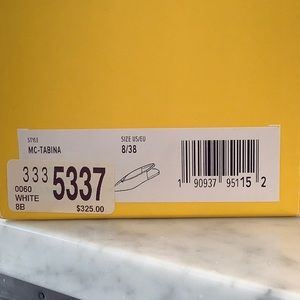 STYLE
MC-TABINA
SIZE US/EU
8/38
333 5337
0060
WHITE
8B
$325.00
1 90937 95115 2